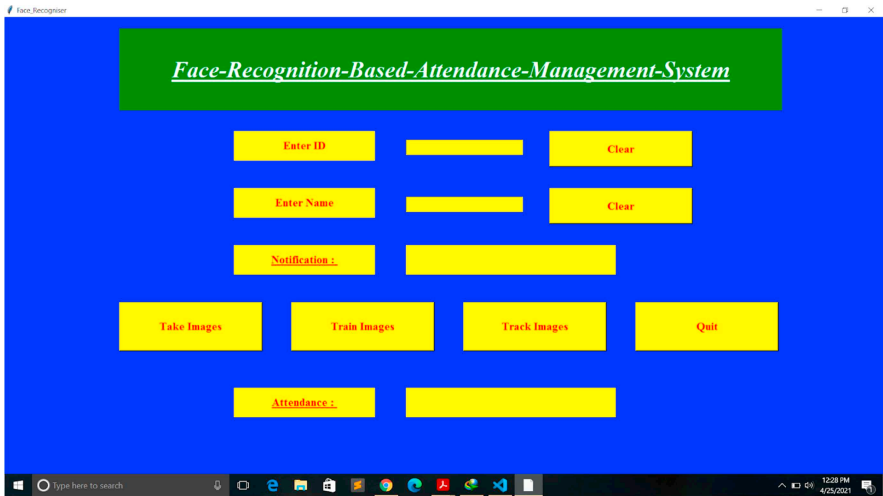 Face_Recogniser
Face-Recognition-Based-Attendance-Management-System
Enter ID
Clear
Enter Name
Clear
Notification :
Take Images
Train Images
Track Images
Quit
Attendance :
Type here to search
12:28 PM
4/25/2021